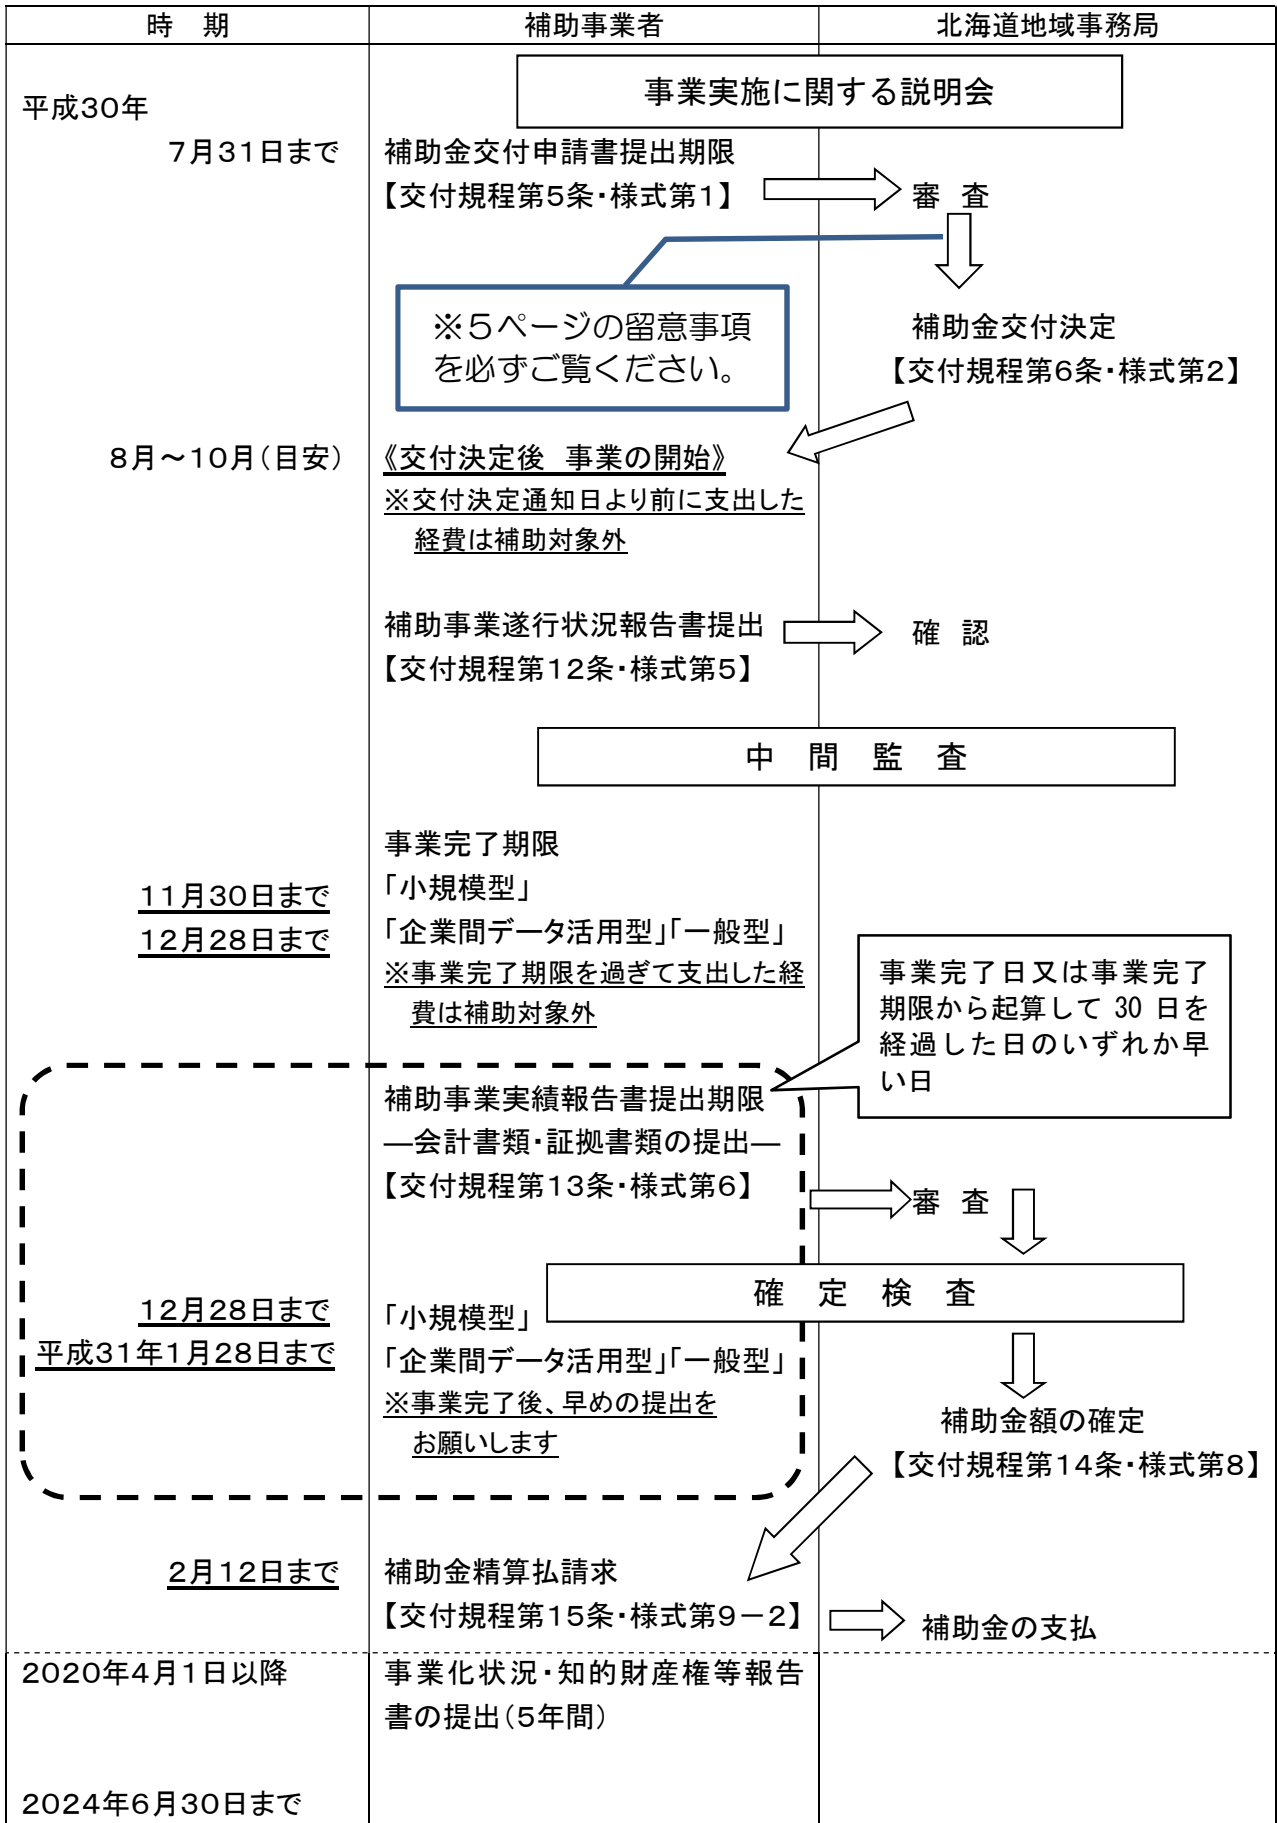 時　期
補助事業者
北海道地域事務局
事業実施に関する説明会
平成30年
7月31日まで
補助金交付申請書提出期限
【交付規程第5条・様式第1】
審　査
※５ページの留意事項
を必ずご覧ください。
補助金交付決定
【交付規程第6条・様式第2】
8月～10月（目安）
《交付決定後　事業の開始》
※交付決定通知日より前に支出した
経費は補助対象外
補助事業遂行状況報告書提出
【交付規程第12条・様式第5】
確　認
中　間　監　査
事業完了期限
11月30日まで
「小規模型」
12月28日まで
「企業間データ活用型」「一般型」
※事業完了期限を過ぎて支出した経
費は補助対象外
事業完了日又は事業完了
期限から起算して 30 日を
経過した日のいずれか早
い日
補助事業実績報告書提出期限
―会計書類・証拠書類の提出―
【交付規程第13条・様式第6】
審　査
確　定　検　査
12月28日まで
「小規模型」
平成31年1月28日まで
「企業間データ活用型」「一般型」
※事業完了後、早めの提出を
お願いします
補助金額の確定
【交付規程第14条・様式第8】
2月12日まで
補助金精算払請求
【交付規程第15条・様式第9－2】
補助金の支払
2020年4月1日以降
事業化状況・知的財産権等報告
書の提出（5年間）
2024年6月30日まで